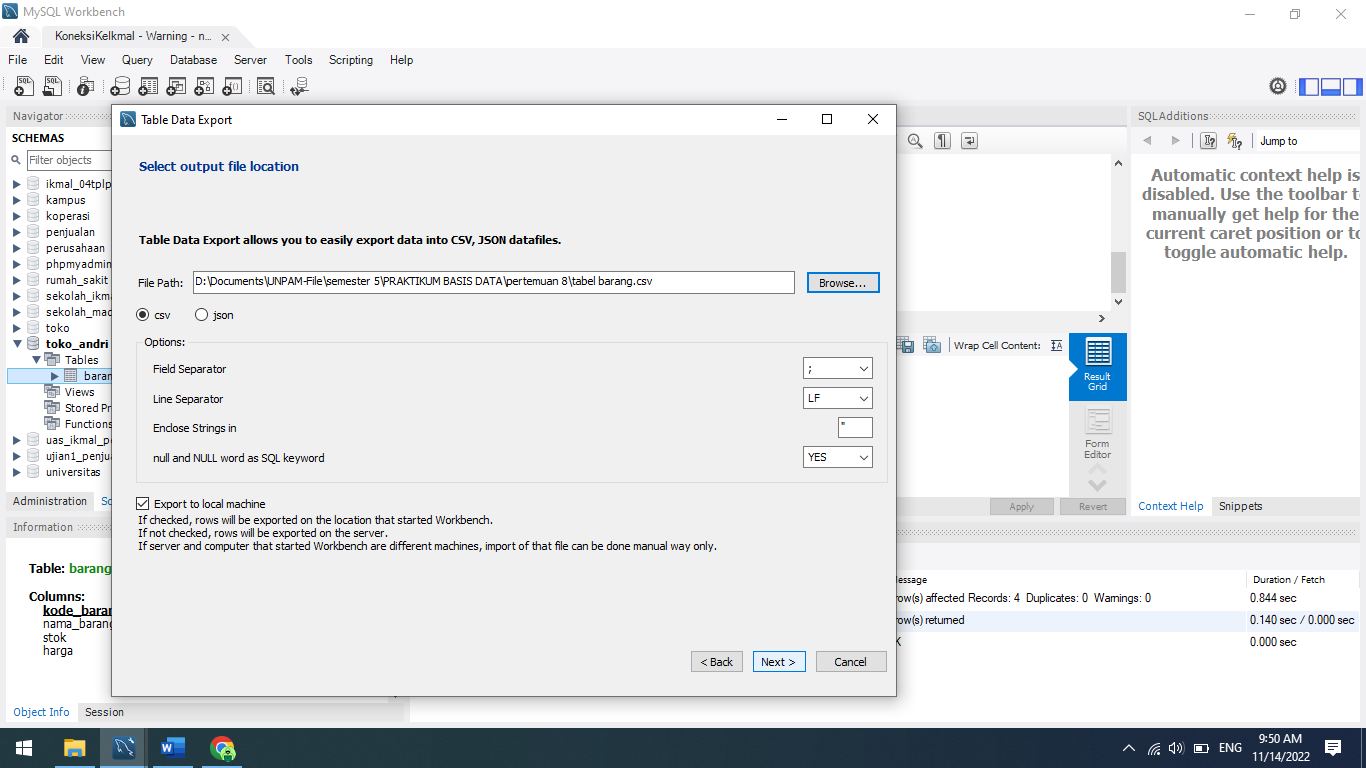 MySQL Workbench
KoneksiKelkmal - Warning - n...
File Edit View Query Database Server Tools Scripting Help
Navigator
SCHEMAS
Filter objects
ikmal_04tplp
kampus
koperasi
penjualan
perusahaan
phpmyadmin
rumah_sakit
sekolah_ikma
sekolah_mad
toko
toko_andri
Tables
baran
Views
Stored Pr
Functions
uas_ikmal_p
ujian1_penjua
universitas
Administration Sc
Information
Table: barang
Columns:
kode_baran
nama_barang
stok
harga
Object Info Session
Table Data Export
Select output file location
Table Data Export allows you to easily export data into CSV, JSON datafiles.
File Path: D:\Documents\UNPAM-File\semester 5\PRAKTIKUM BASIS DATA\pertemuan 8\tabel barang.csv Browse...
csv json
Options:
Field Separator ;
Line Separator LF
Enclose Strings in "
null and NULL word as SQL keyword YES
Export to local machine
If checked, rows will be exported on the location that started Workbench.
If not checked, rows will be exported on the server.
If server and computer that started Workbench are different machines, import of that file can be done manual way only.
< Back Next > Cancel
Wrap Cell Content:
Result
Grid
Form
Editor
Apply Revert
SQLAdditions
Jump to
Automatic context help is
disabled. Use the toolbar to
manually get help for the
current caret position or to
toggle automatic help.
Context Help Snippets
essage Duration / Fetch
row(s) affected Records: 4 Duplicates: 0 Warnings: 0 0.844 sec
row(s) returned 0.140 sec / 0.000 sec
K 0.000 sec
ENG
9:50 AM
11/14/2022